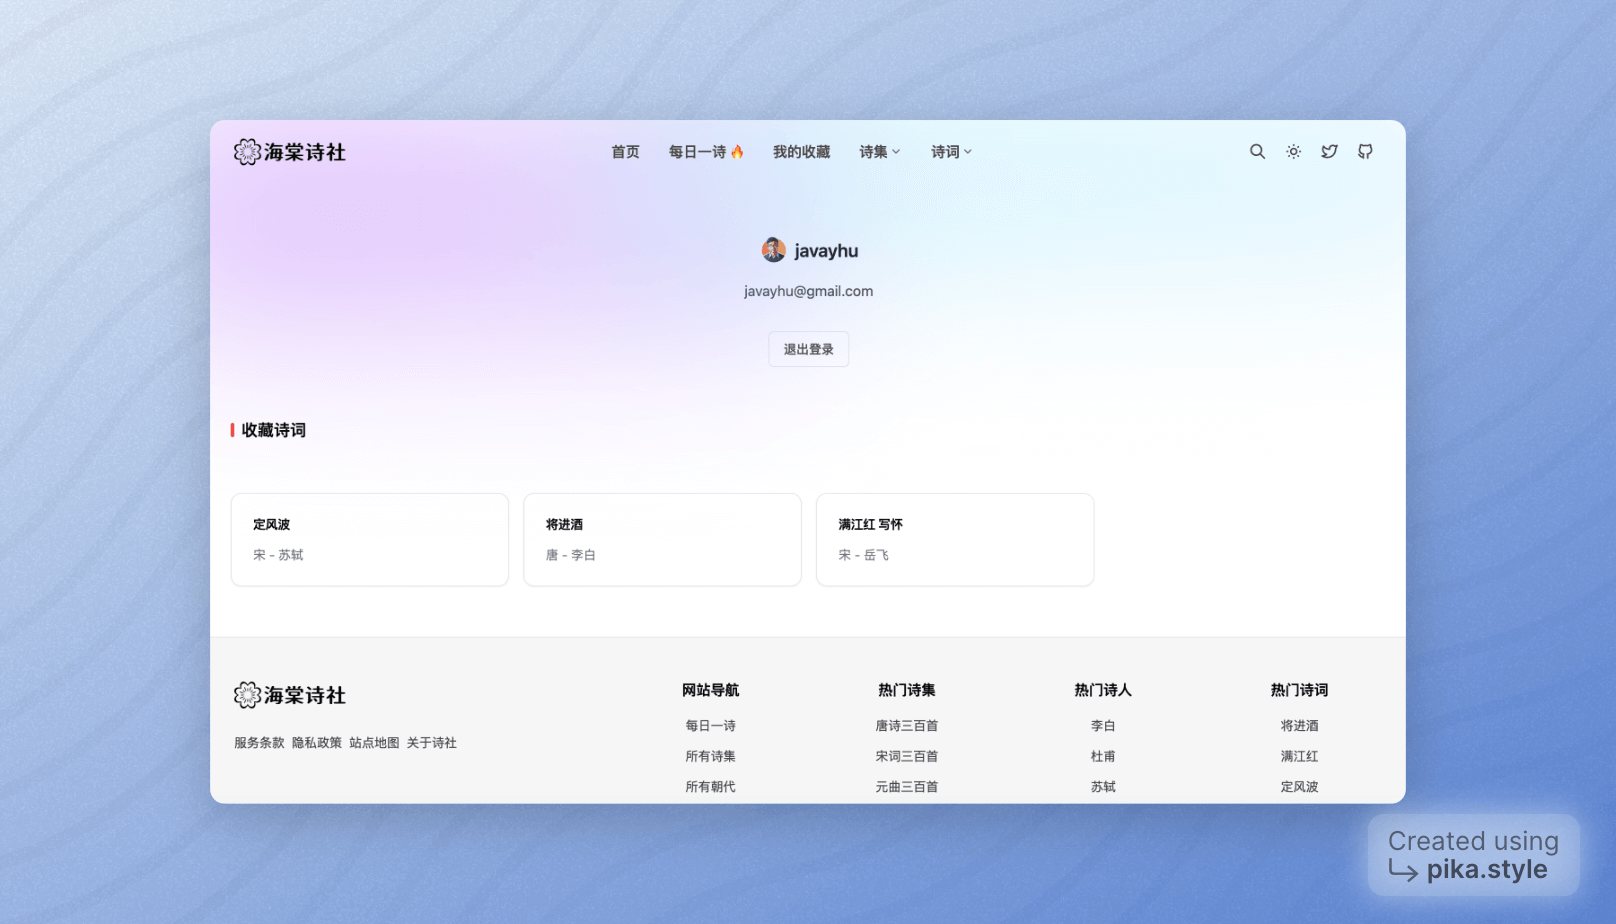 海棠诗社
首页 每日一诗🔥 我的收藏 诗集 诗词
javayhu
javayhu@gmail.com
退出登录
收藏诗词
定风波
宋 - 苏轼
将进酒
唐 - 李白
满江红 写怀
宋 - 岳飞
海棠诗社
服务条款 隐私政策 站点地图 关于诗社
网站导航
每日一诗
所有诗集
所有朝代
热门诗集
唐诗三百首
宋词三百首
元曲三百首
热门诗人
李白
杜甫
苏轼
热门诗词
将进酒
满江红
定风波
Created using
pika.style